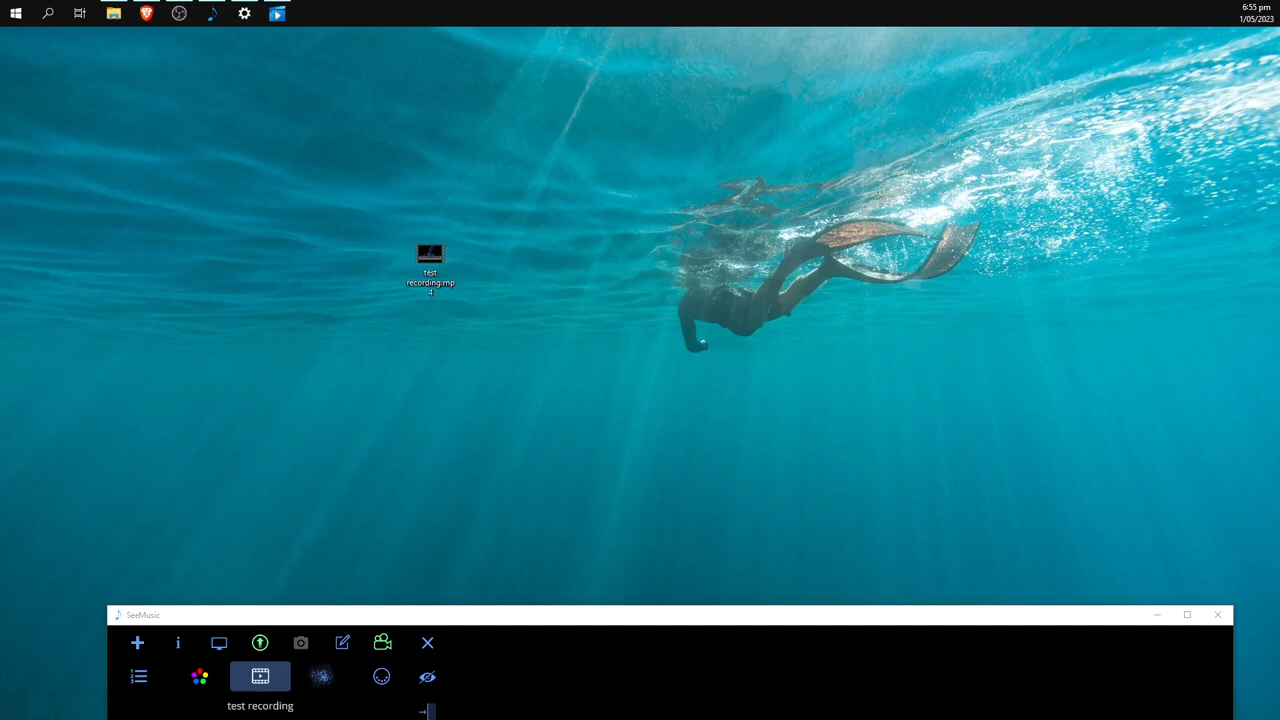 6:55 pm
1/05/2023
test
recording.mp
4
SeeMusic
test recording